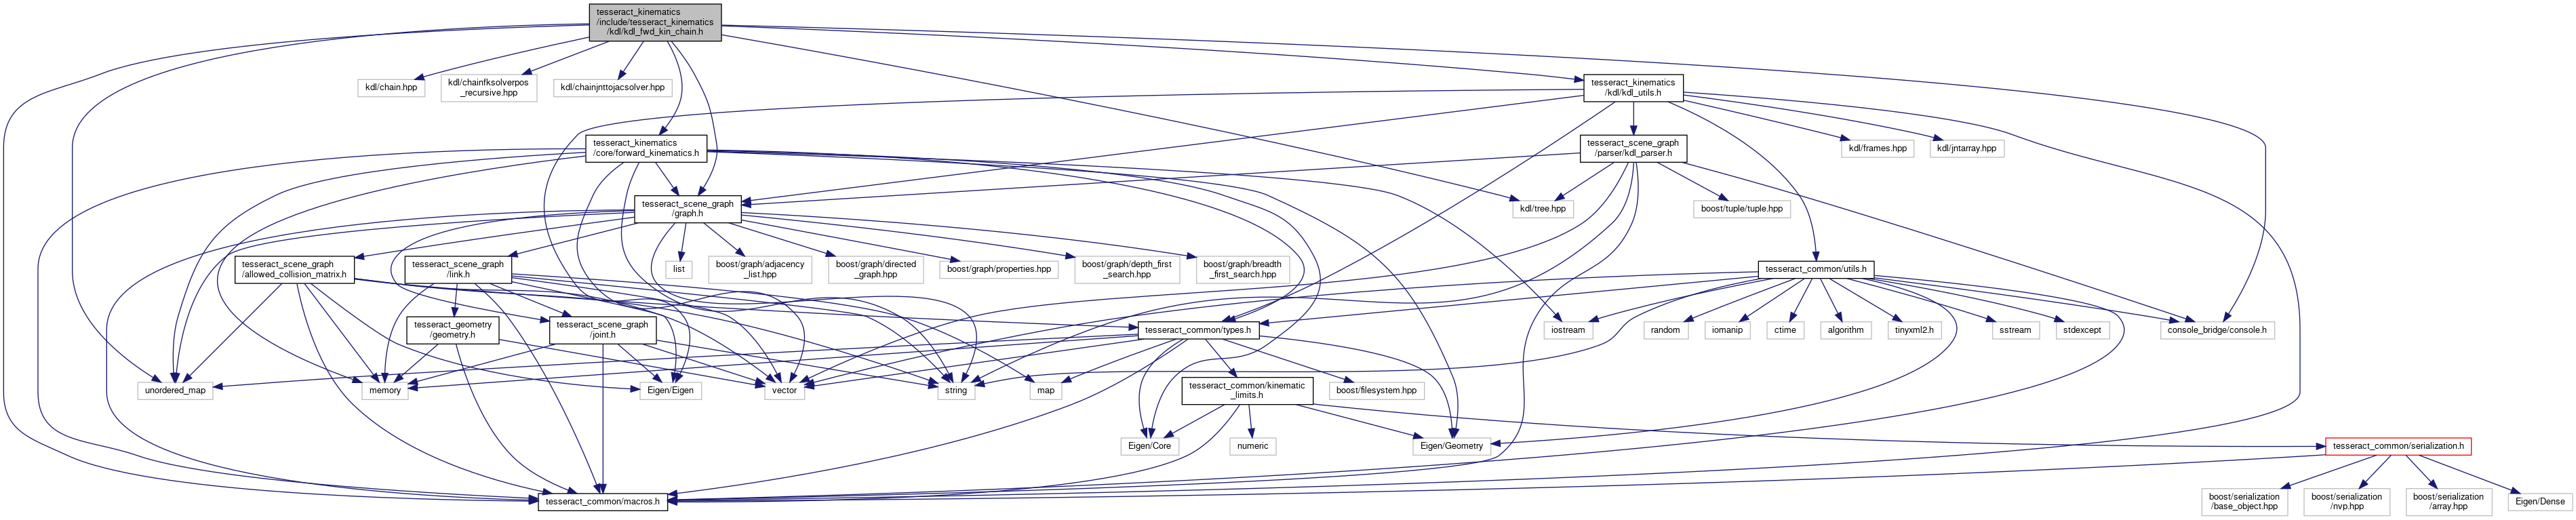 tesseract_kinematics
/include/tesseract_kinematics
/kdl/kdl_fwd_kin_chain.h
kdl/chain.hpp
kdl/chainfksolverpos
_recursive.hpp
kdl/chainjnttojacsolver.hpp
tesseract_kinematics
/kdl/kdl_utils.h
tesseract_kinematics
/core/forward_kinematics.h
tesseract_scene_graph
/parser/kdl_parser.h
kdl/frames.hpp
kdl/jntarray.hpp
tesseract_scene_graph
/graph.h
kdl/tree.hpp
boost/tuple/tuple.hpp
tesseract_scene_graph
/allowed_collision_matrix.h
tesseract_scene_graph
/link.h
list
boost/graph/adjacency
_list.hpp
boost/graph/directed
_graph.hpp
boost/graph/properties.hpp
boost/graph/depth_first
_search.hpp
boost/graph/breadth
_first_search.hpp
tesseract_common/utils.h
tesseract_geometry
/geometry.h
tesseract_scene_graph
/joint.h
tesseract_common/types.h
iostream
random
iomanip
ctime
algorithm
tinyxml2.h
sstream
stdexcept
console_bridge/console.h
unordered_map
memory
Eigen/Eigen
vector
string
map
tesseract_common/kinematic
_limits.h
boost/filesystem.hpp
Eigen/Core
numeric
Eigen/Geometry
tesseract_common/serialization.h
tesseract_common/macros.h
boost/serialization
/base_object.hpp
boost/serialization
/nvp.hpp
boost/serialization
/array.hpp
Eigen/Dense